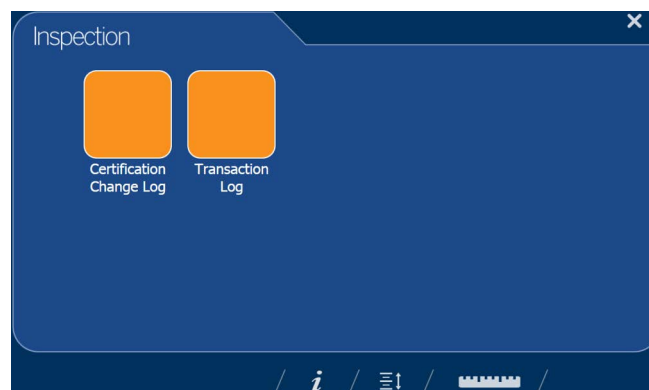 Inspection
Certification
Change Log
Transaction
Log